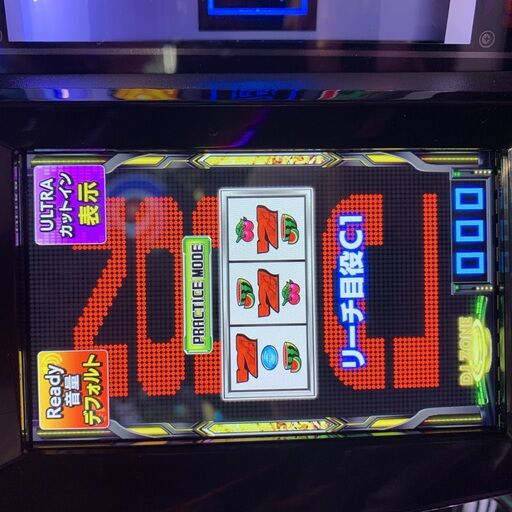 Ready
音量
デフォルト
ULTRA
カットイン
表示
PRACTICE MODE
リーチ目役C1
DJ ZONE
000